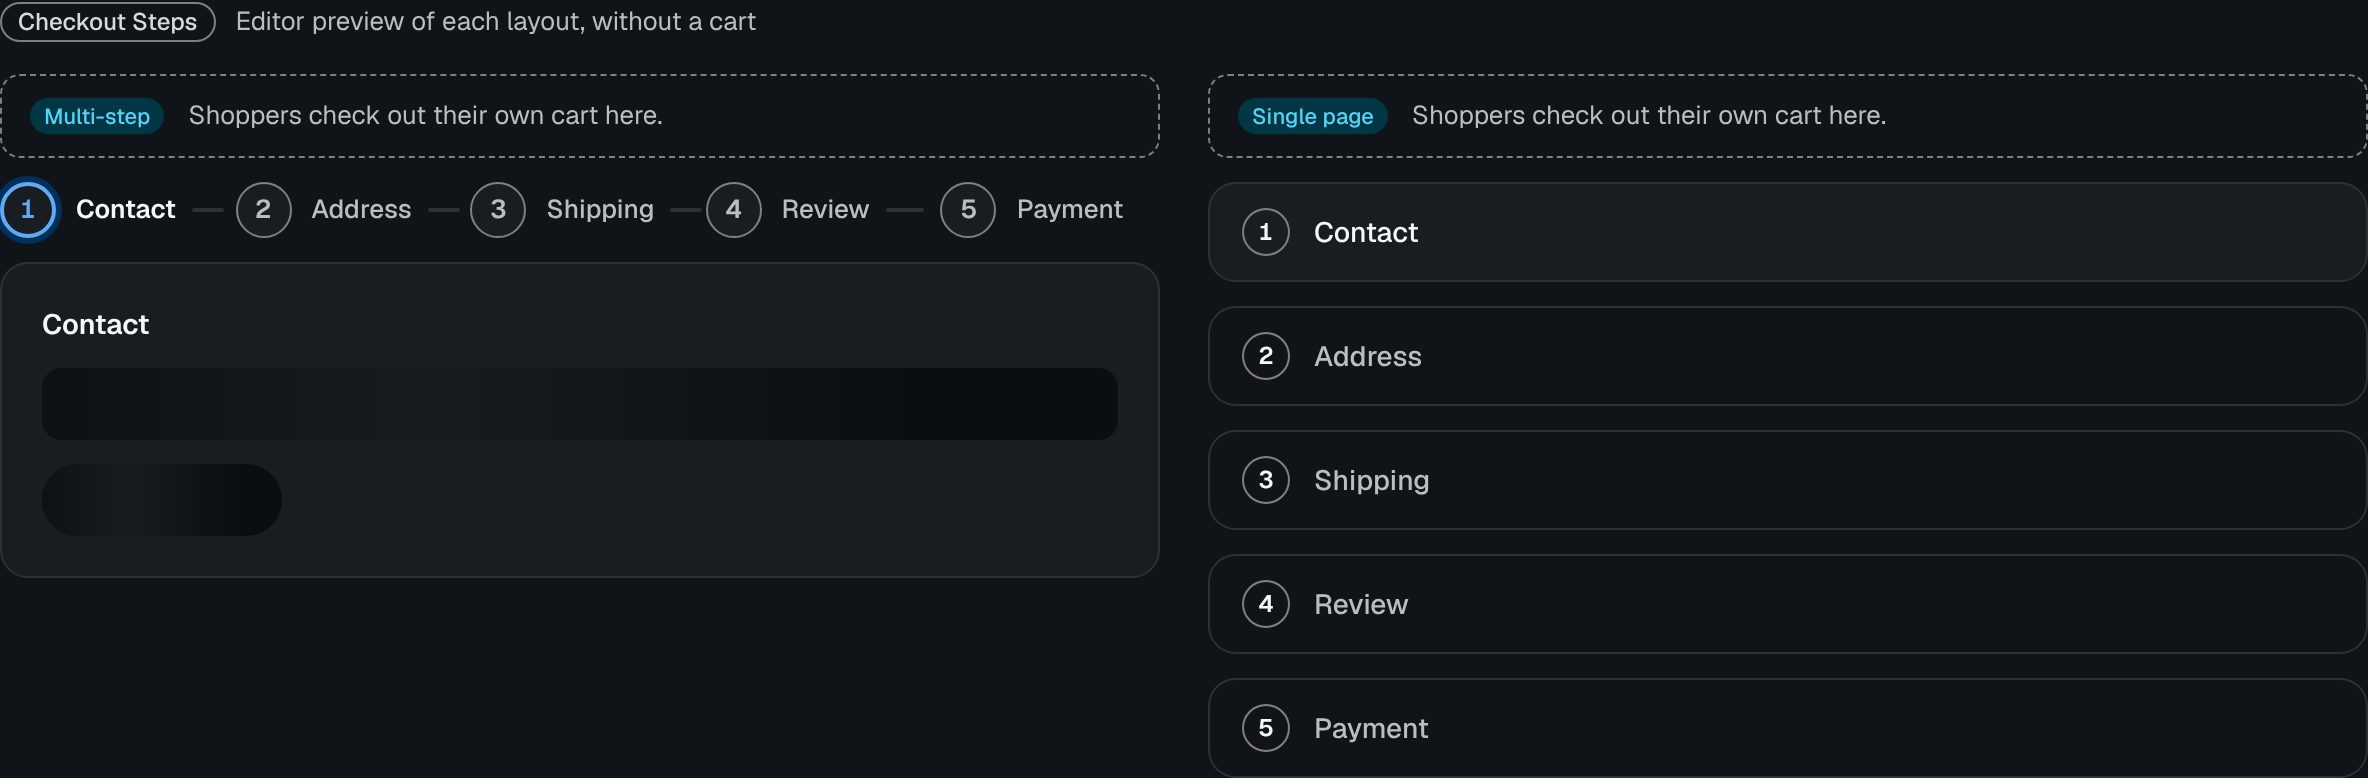 Checkout Steps Editor preview of each layout, without a cart
Multi-step Shoppers check out their own cart here.
1 Contact 2 Address 3 Shipping 4 Review 5 Payment
Contact
Single page Shoppers check out their own cart here.
1 Contact
2 Address
3 Shipping
4 Review
5 Payment